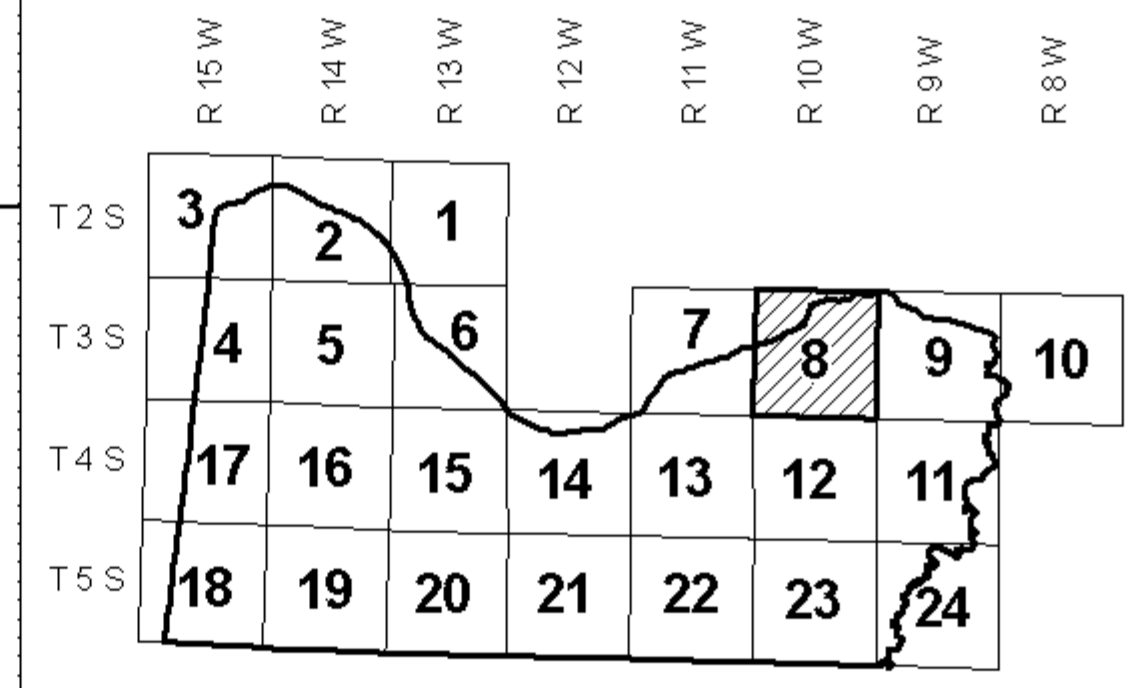 R 15 W R 14 W R 13 W R 12 W R 11 W R 10 W R 9 W R 8 W
T 2 S 3 2 1
T 3 S 4 5 6 7 8 9 10
T 4 S 17 16 15 14 13 12 11
T 5 S 18 19 20 21 22 23 24